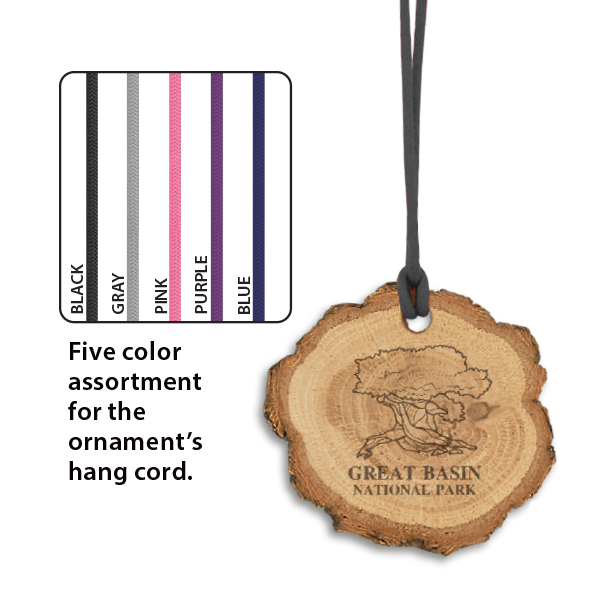 BLACK
GRAY
PINK
PURPLE
BLUE
Five color
assortment
for the
ornament’s
hang cord.
GREAT BASIN
NATIONAL PARK